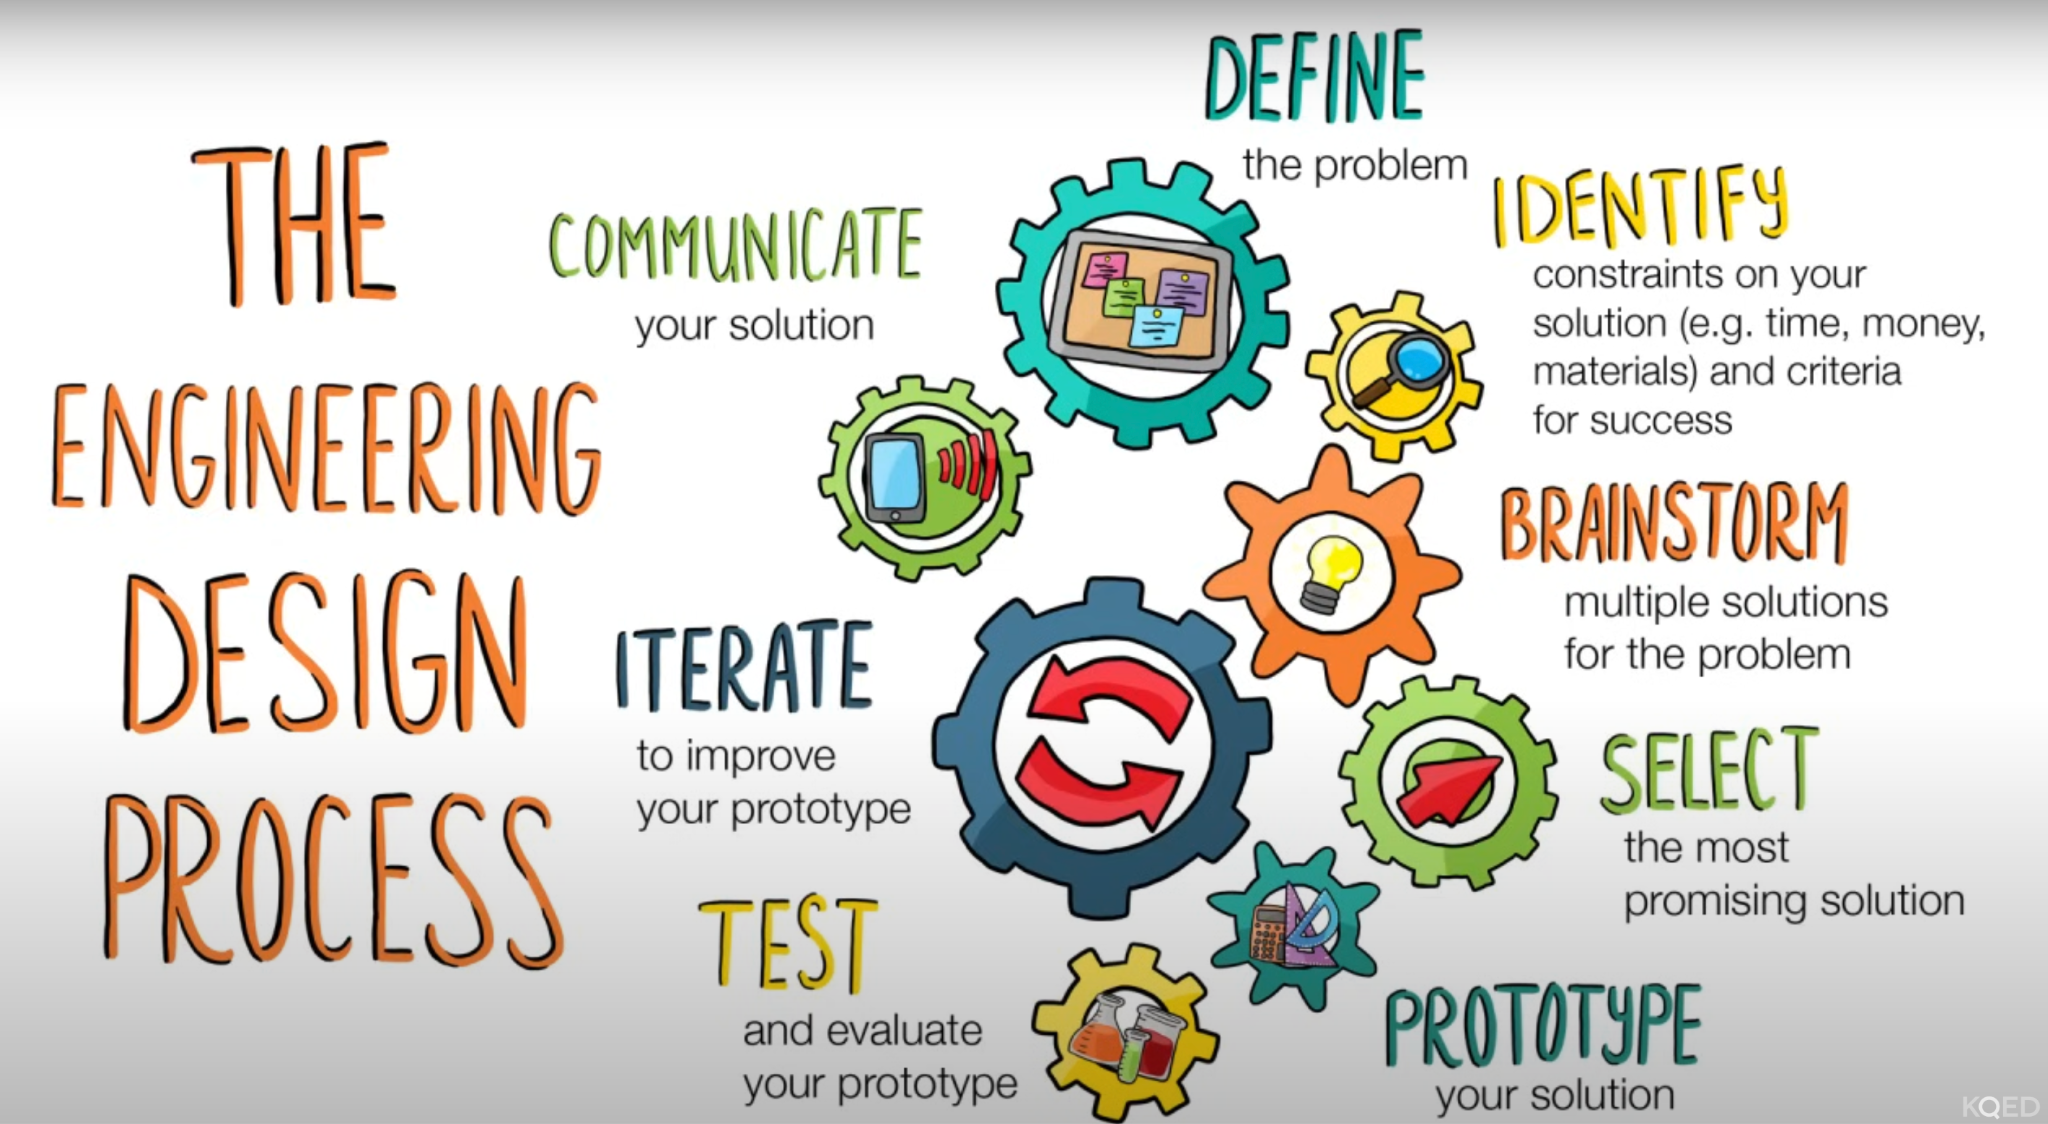 THE
ENGINEERING
DESIGN
PROCESS
DEFINE
the problem
IDENTIFY
constraints on your
solution (e.g. time, money,
materials) and criteria
for success
BRAINSTORM
multiple solutions
for the problem
SELECT
the most
promising solution
PROTOTYPE
your solution
TEST
and evaluate
your prototype
ITERATE
to improve
your prototype
COMMUNICATE
your solution
KQED